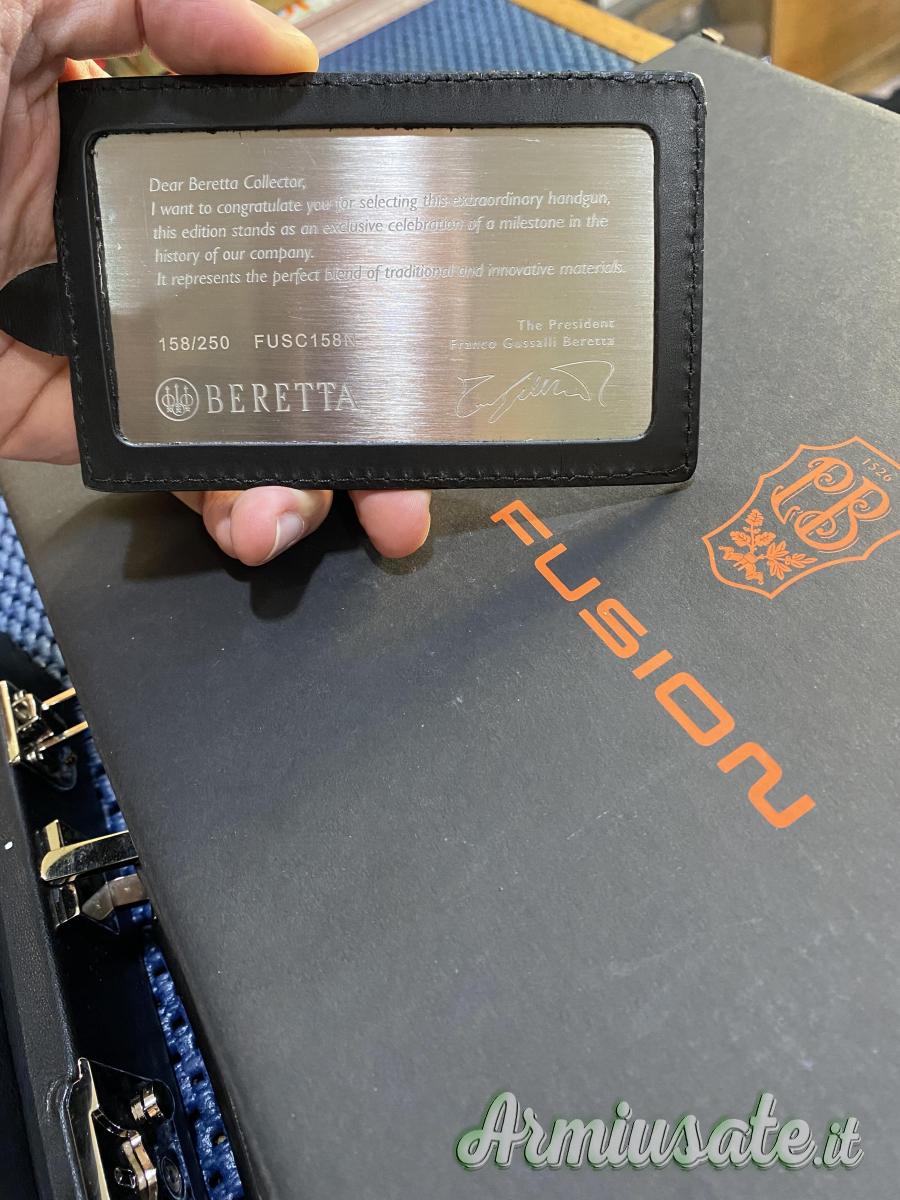 Dear Beretta Collector,
I want to congratulate you for selecting this extraordinary handgun,
this edition stands as an exclusive celebration of a milestone in the
history of our company.
It represents the perfect blend of traditional and innovative materials.
The President
Franco Gussalli Beretta
158/250 FUSC158N
BERETTA
1526
PB
FUSION
Armiusate.it